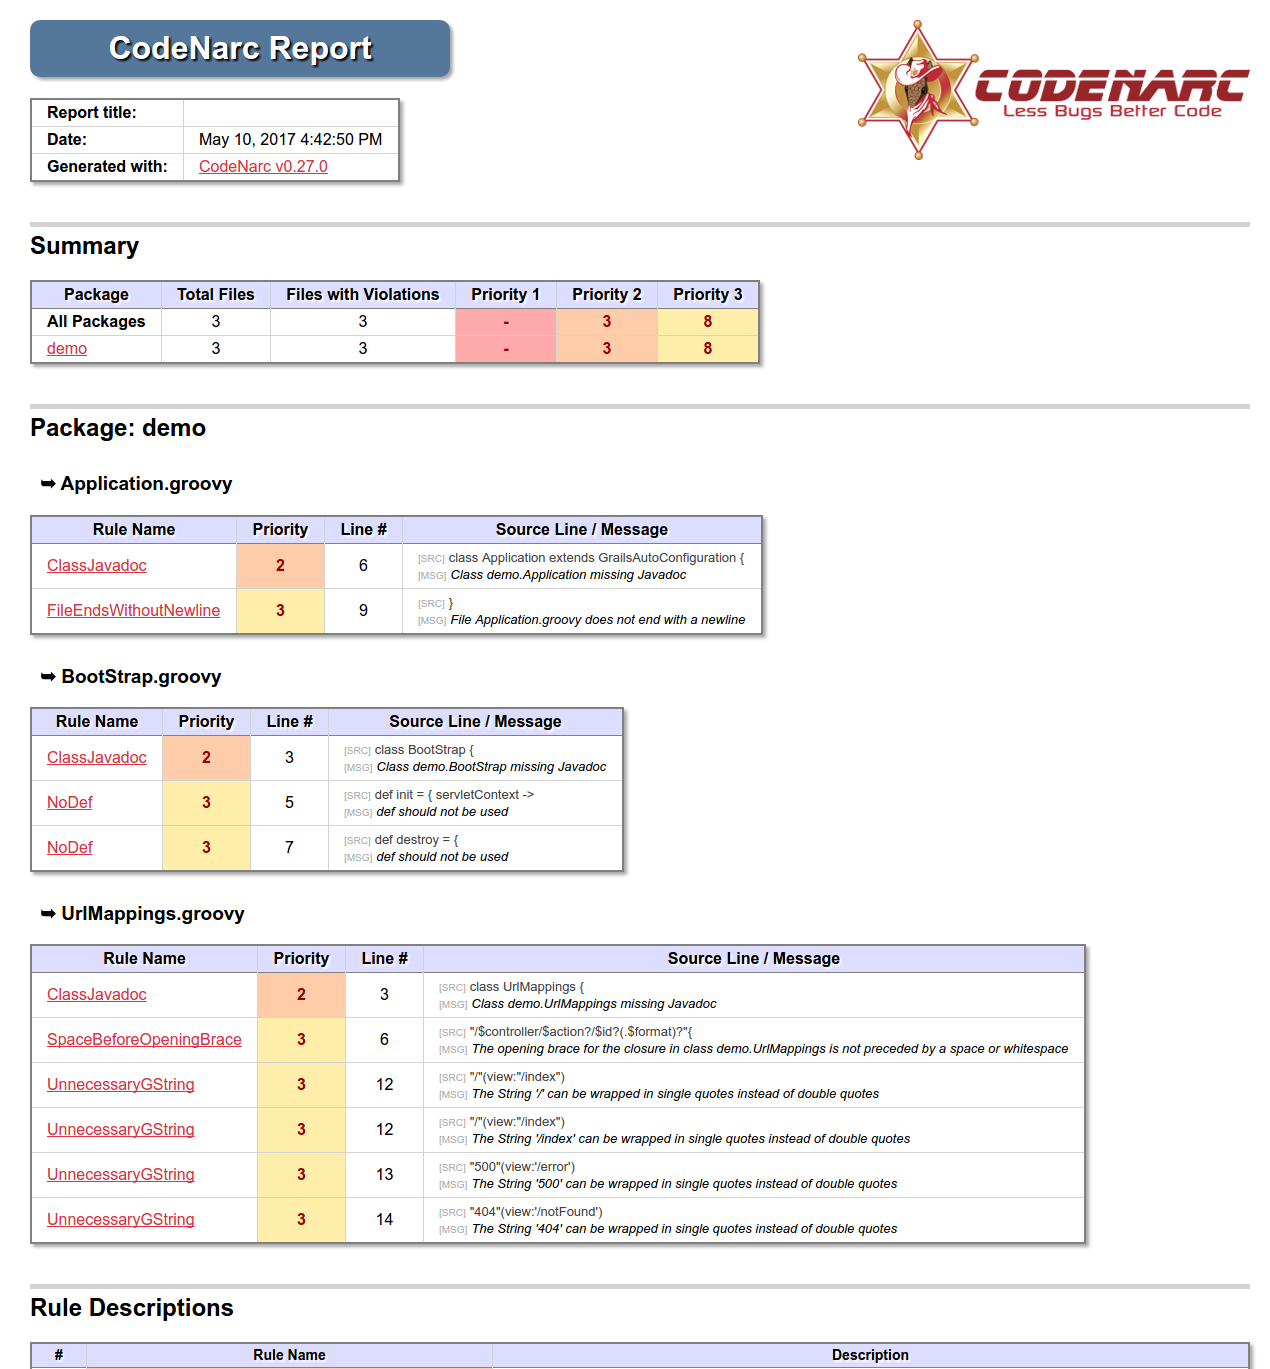 CodeNarc Report
CODENARC
Less Bugs Better Code
Report title:
Date: May 10, 2017 4:42:50 PM
Generated with: CodeNarc v0.27.0
Summary
Package Total Files Files with Violations Priority 1 Priority 2 Priority 3
All Packages 3 3 - 3 8
demo 3 3 - 3 8
Package: demo
➥ Application.groovy
Rule Name Priority Line # Source Line / Message
ClassJavadoc 2 6 [SRC] class Application extends GrailsAutoConfiguration {
[MSG] Class demo.Application missing Javadoc
FileEndsWithoutNewline 3 9 [SRC] }
[MSG] File Application.groovy does not end with a newline
➥ BootStrap.groovy
Rule Name Priority Line # Source Line / Message
ClassJavadoc 2 3 [SRC] class BootStrap {
[MSG] Class demo.BootStrap missing Javadoc
NoDef 3 5 [SRC] def init = { servletContext ->
[MSG] def should not be used
NoDef 3 7 [SRC] def destroy = {
[MSG] def should not be used
➥ UrlMappings.groovy
Rule Name Priority Line # Source Line / Message
ClassJavadoc 2 3 [SRC] class UrlMappings {
[MSG] Class demo.UrlMappings missing Javadoc
SpaceBeforeOpeningBrace 3 6 [SRC] "/$controller/$action?/$id?(.$format)?"{
[MSG] The opening brace for the closure in class demo.UrlMappings is not preceded by a space or whitespace
UnnecessaryGString 3 12 [SRC] "/"(view:"/index")
[MSG] The String '/' can be wrapped in single quotes instead of double quotes
UnnecessaryGString 3 12 [SRC] "/"(view:"/index")
[MSG] The String '/index' can be wrapped in single quotes instead of double quotes
UnnecessaryGString 3 13 [SRC] "500"(view:'/error')
[MSG] The String '500' can be wrapped in single quotes instead of double quotes
UnnecessaryGString 3 14 [SRC] "404"(view:'/notFound')
[MSG] The String '404' can be wrapped in single quotes instead of double quotes
Rule Descriptions
# Rule Name Description